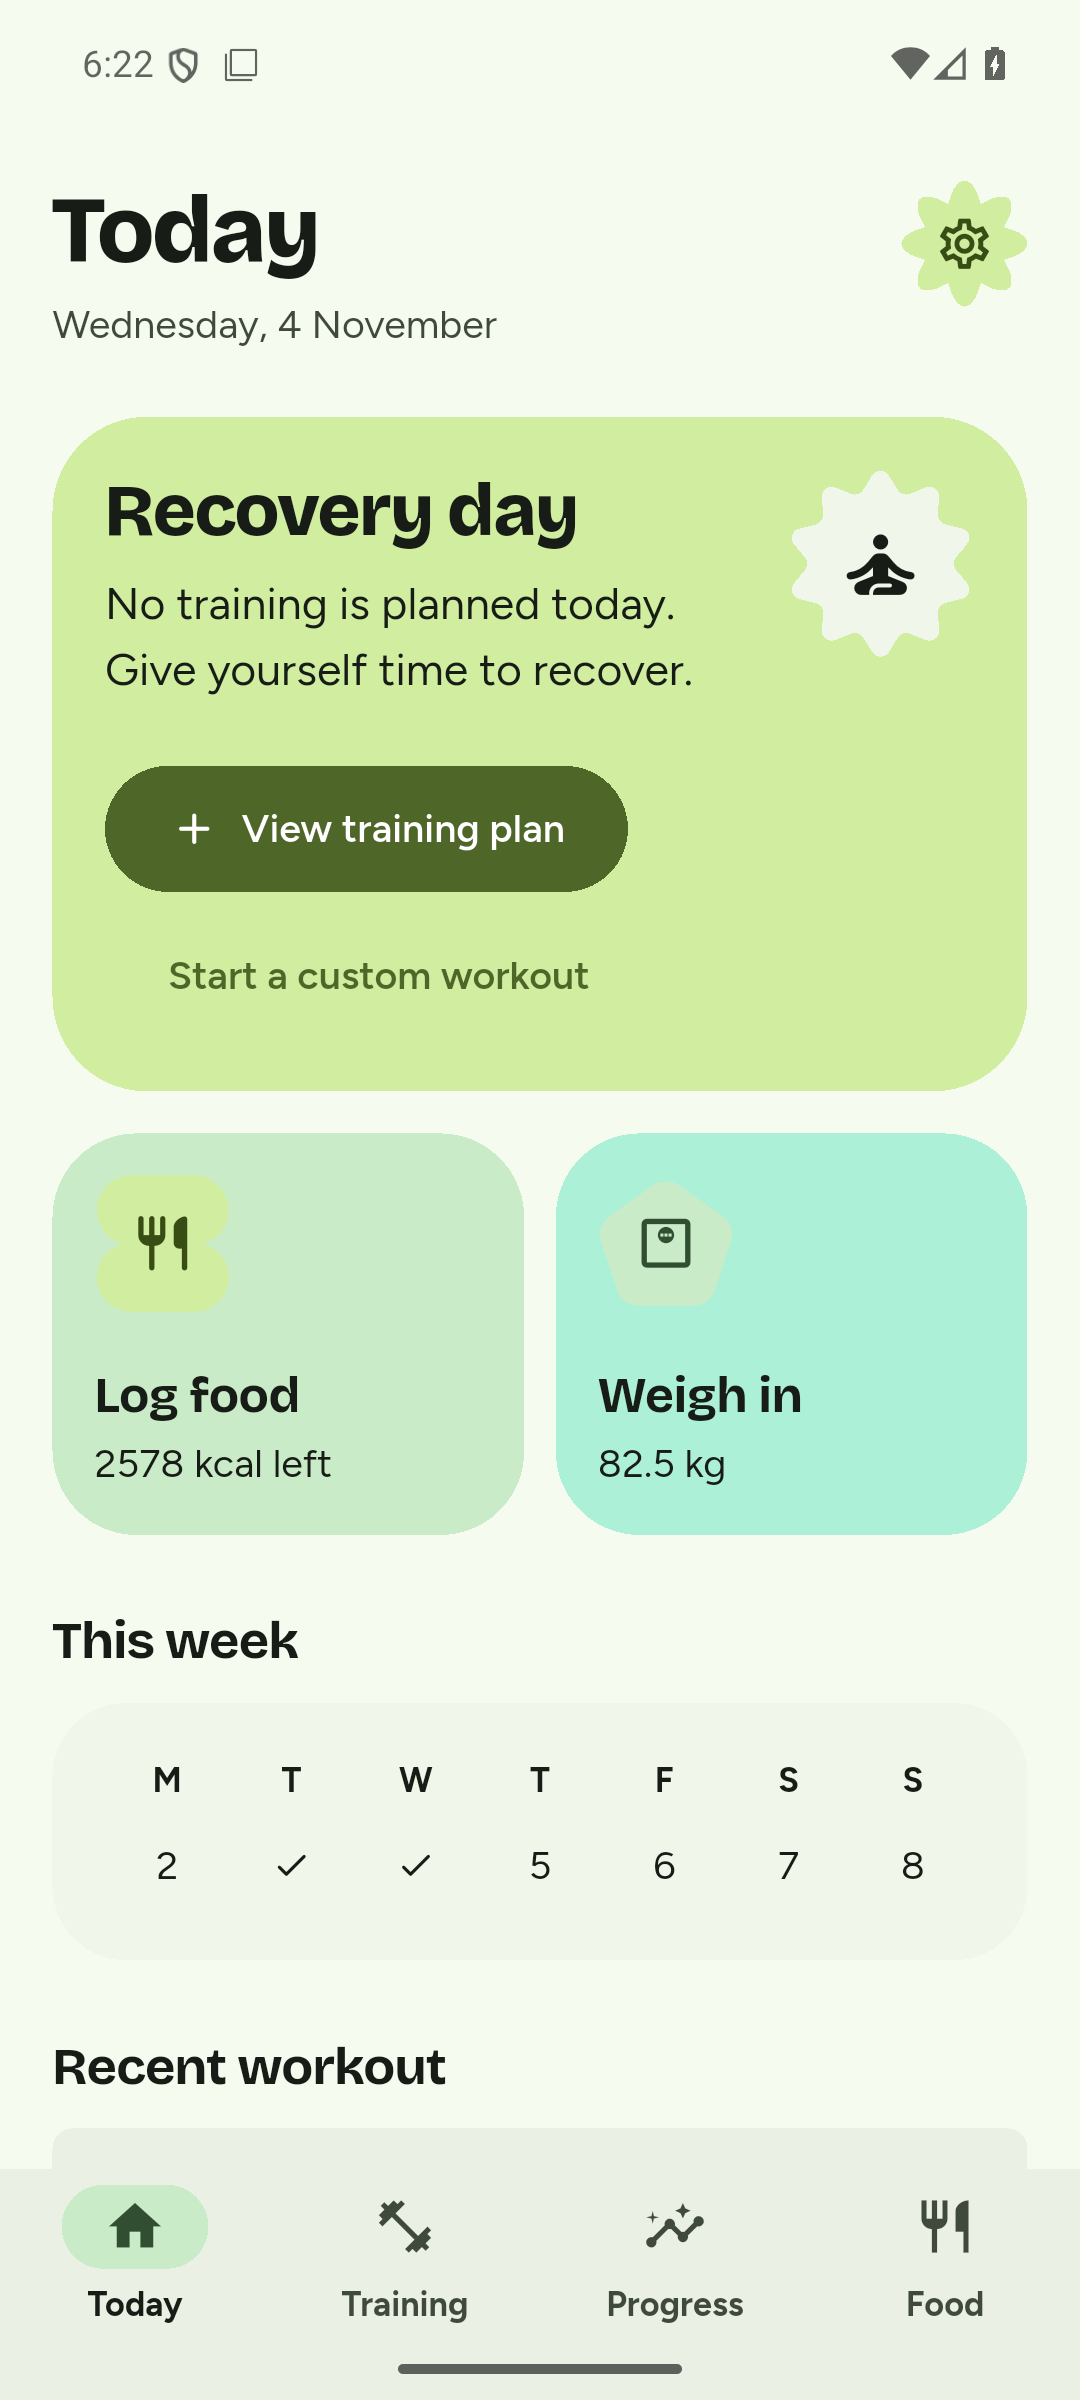 6:22
Today
Wednesday, 4 November
Recovery day
No training is planned today.
Give yourself time to recover.
View training plan
Start a custom workout
Log food
2578 kcal left
Weigh in
82.5 kg
This week
M T W T F S S
2 5 6 7 8
Recent workout
Today Training Progress Food